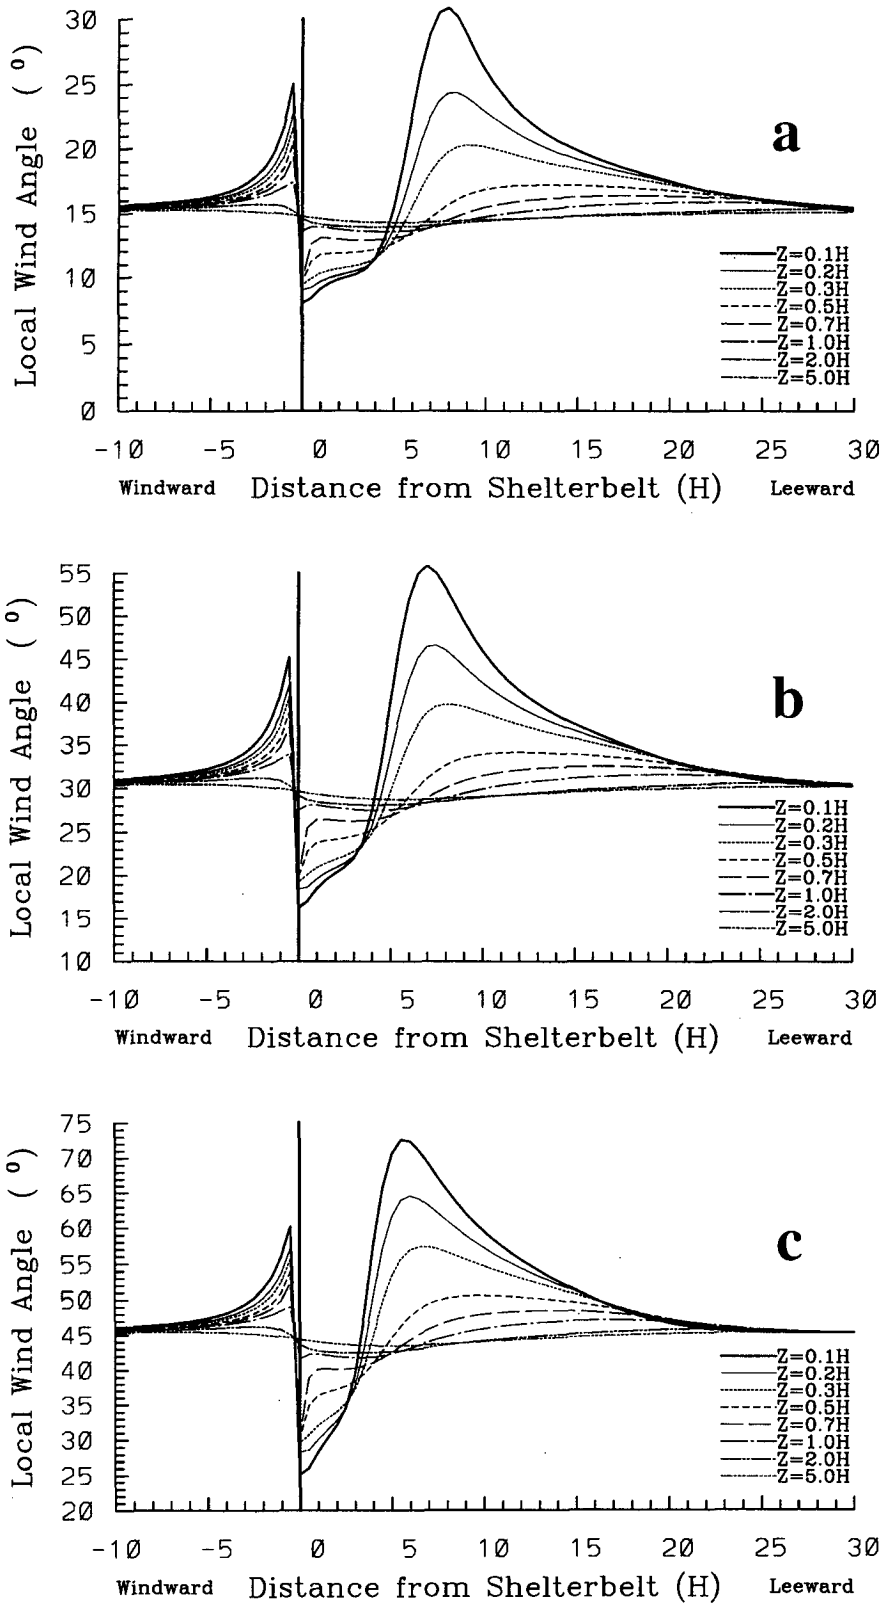 Local Wind Angle ( º)
30
25
20
15
10
5
0
a
Z=0.1H
Z=0.2H
Z=0.3H
Z=0.5H
Z=0.7H
Z=1.0H
Z=2.0H
Z=5.0H
-10 -5 0 5 10 15 20 25 30
Windward Distance from Shelterbelt (H) Leeward
Local Wind Angle ( º)
55
50
45
40
35
30
25
20
15
10
b
Z=0.1H
Z=0.2H
Z=0.3H
Z=0.5H
Z=0.7H
Z=1.0H
Z=2.0H
Z=5.0H
-10 -5 0 5 10 15 20 25 30
Windward Distance from Shelterbelt (H) Leeward
Local Wind Angle ( º)
75
70
65
60
55
50
45
40
35
30
25
20
c
Z=0.1H
Z=0.2H
Z=0.3H
Z=0.5H
Z=0.7H
Z=1.0H
Z=2.0H
Z=5.0H
-10 -5 0 5 10 15 20 25 30
Windward Distance from Shelterbelt (H) Leeward